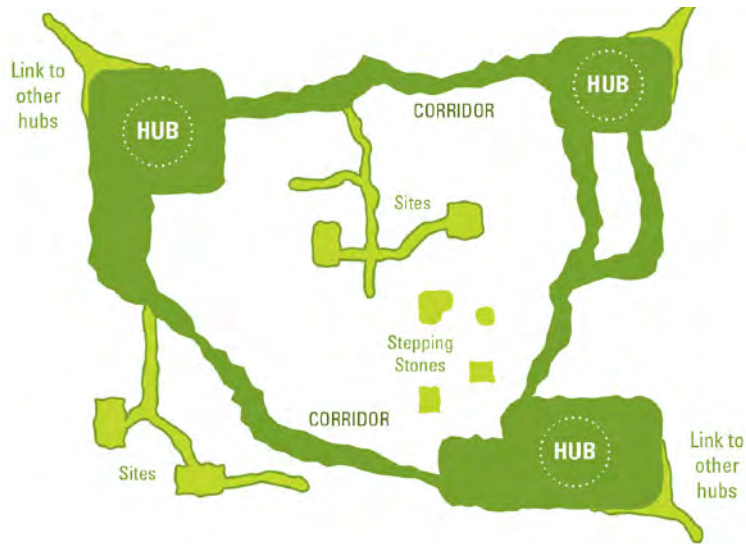 Link to
other
hubs
HUB
HUB
CORRIDOR
Sites
Stepping
Stones
CORRIDOR
Sites
HUB
Link to
other
hubs